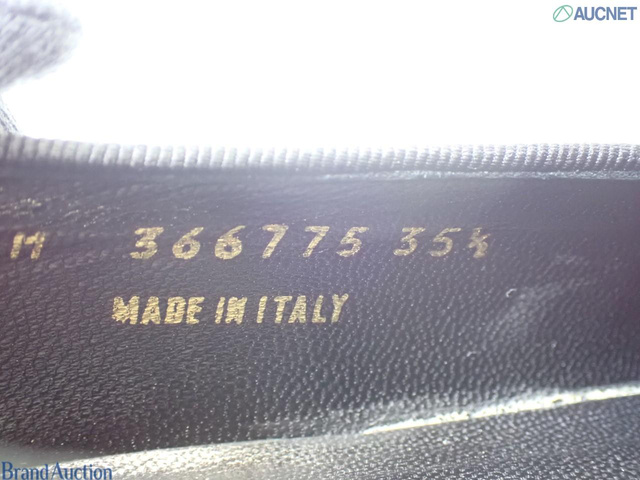 AUCNET
M 366775 35½
MADE IN ITALY
Brand Auction